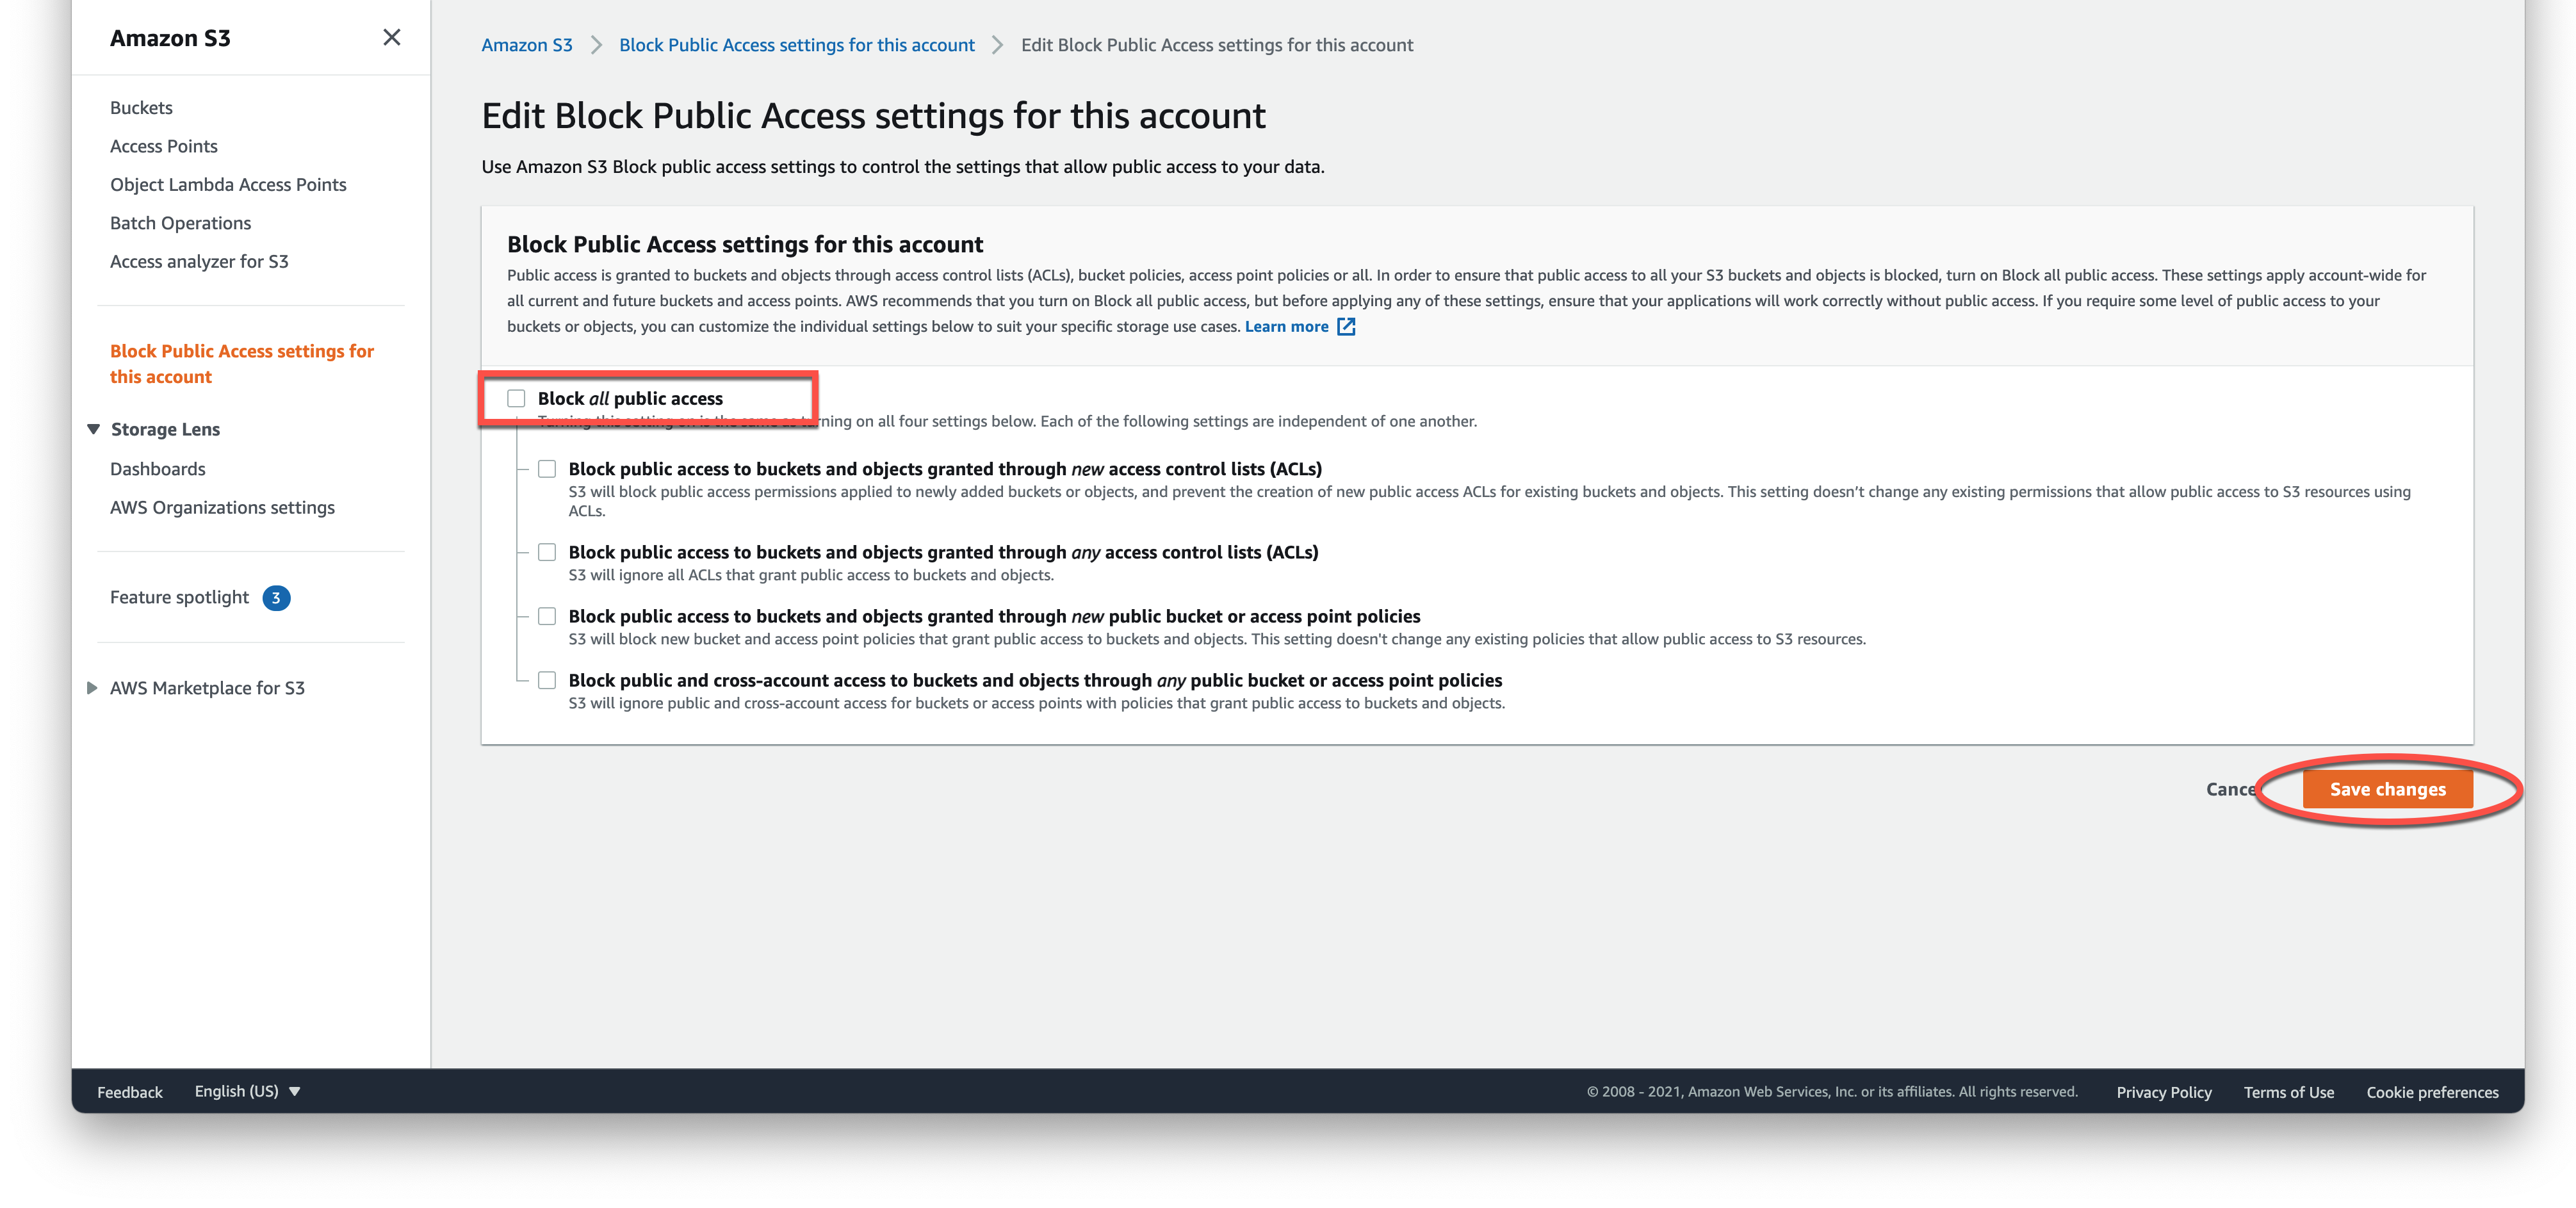 Amazon S3
Buckets
Access Points
Object Lambda Access Points
Batch Operations
Access analyzer for S3
Block Public Access settings for
this account
Storage Lens
Dashboards
AWS Organizations settings
Feature spotlight 3
AWS Marketplace for S3
Amazon S3 > Block Public Access settings for this account > Edit Block Public Access settings for this account
Edit Block Public Access settings for this account
Use Amazon S3 Block public access settings to control the settings that allow public access to your data.
Block Public Access settings for this account
Public access is granted to buckets and objects through access control lists (ACLs), bucket policies, access point policies or all. In order to ensure that public access to all your S3 buckets and objects is blocked, turn on Block all public access. These settings apply account-wide for
all current and future buckets and access points. AWS recommends that you turn on Block all public access, but before applying any of these settings, ensure that your applications will work correctly without public access. If you require some level of public access to your
buckets or objects, you can customize the individual settings below to suit your specific storage use cases. Learn more
Block all public access
Turning this setting on is the same as turning on all four settings below. Each of the following settings are independent of one another.
Block public access to buckets and objects granted through new access control lists (ACLs)
S3 will block public access permissions applied to newly added buckets or objects, and prevent the creation of new public access ACLs for existing buckets and objects. This setting doesn’t change any existing permissions that allow public access to S3 resources using
ACLs.
Block public access to buckets and objects granted through any access control lists (ACLs)
S3 will ignore all ACLs that grant public access to buckets and objects.
Block public access to buckets and objects granted through new public bucket or access point policies
S3 will block new bucket and access point policies that grant public access to buckets and objects. This setting doesn't change any existing policies that allow public access to S3 resources.
Block public and cross-account access to buckets and objects through any public bucket or access point policies
S3 will ignore public and cross-account access for buckets or access points with policies that grant public access to buckets and objects.
Cance Save changes
Feedback English (US) © 2008 - 2021, Amazon Web Services, Inc. or its affiliates. All rights reserved. Privacy Policy Terms of Use Cookie preferences